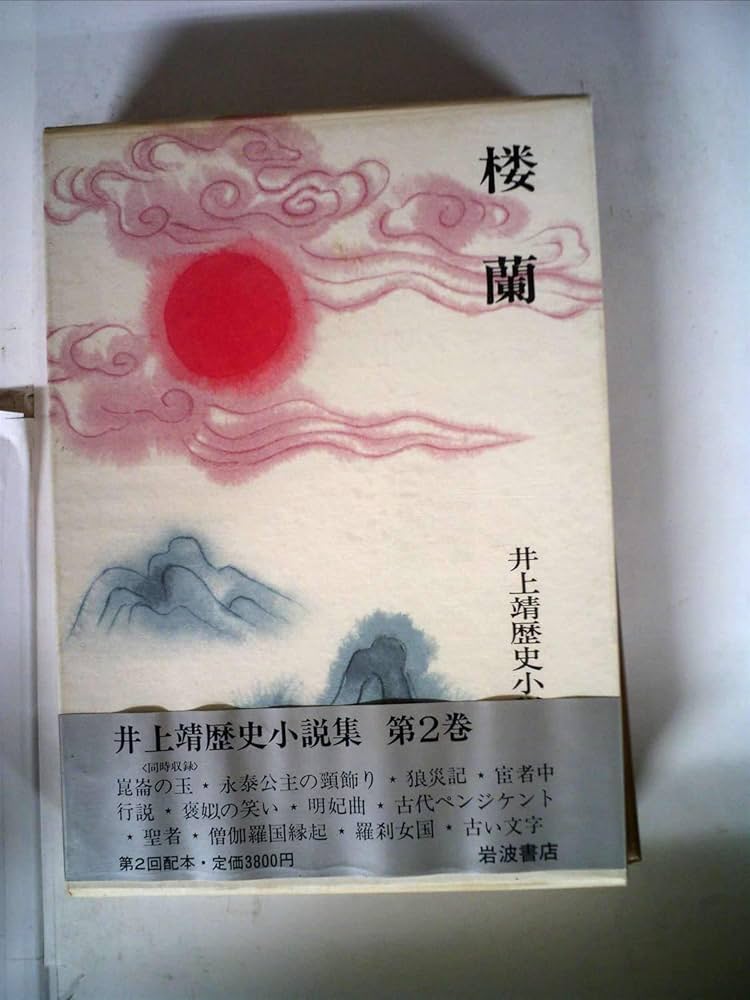 楼蘭
井上靖歴史小
井上靖歴史小説集 第2巻
〈同時収録〉
崑崙の玉★永泰公主の頸飾り★狼災記★宦者中
行説★褒姒の笑い★明妃曲★古代ペンジケント
★聖者★僧伽羅国縁起★羅刹女国★古い文字
第2回配本・定価3800円
岩波書店